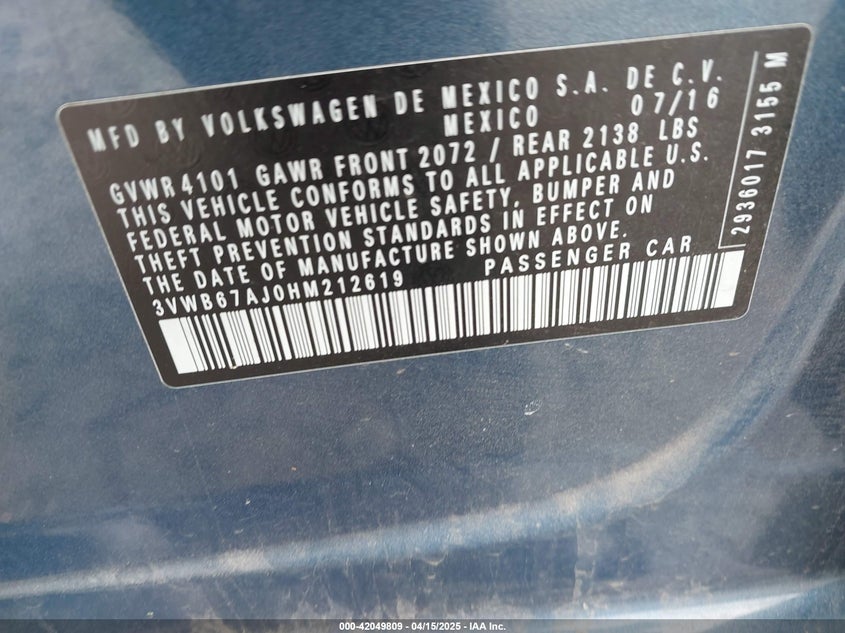 MFD BY VOLKSWAGEN DE MEXICO S.A. DE C.V.
MEXICO 07/16
GVWR 4101 GAWR FRONT 2072 / REAR 2138 LBS
THIS VEHICLE CONFORMS TO ALL APPLICABLE U.S.
FEDERAL MOTOR VEHICLE SAFETY, BUMPER AND
THEFT PREVENTION STANDARDS IN EFFECT ON
THE DATE OF MANUFACTURE SHOWN ABOVE.
3VWB67AJ0HM212619 PASSENGER CAR
2936017 3155 M
000-42049809 - 04/15/2025 - IAA Inc.